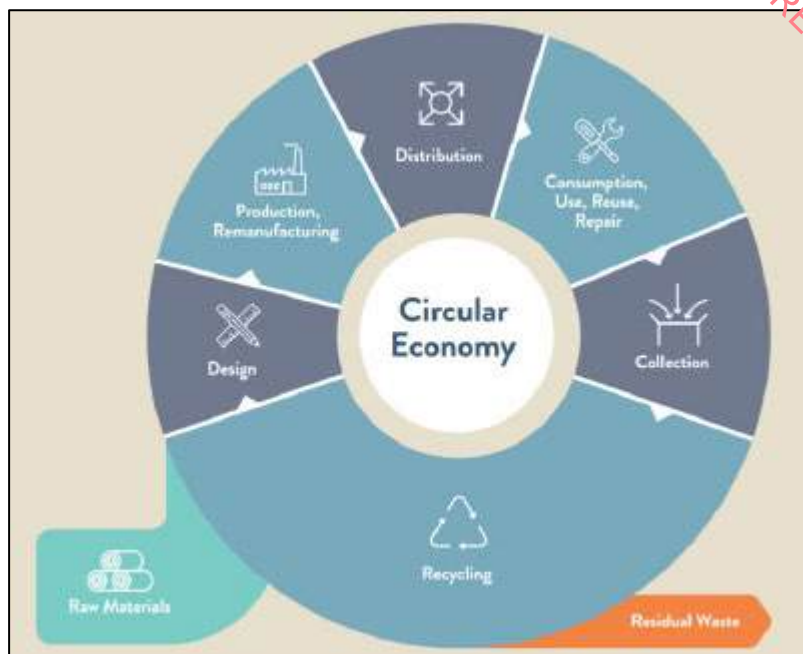 Distribution
Consumption,
Use, Reuse,
Repair
Production,
Remanufacturing
Circular
Economy
Design
Collection
Recycling
Raw Materials
Residual Waste